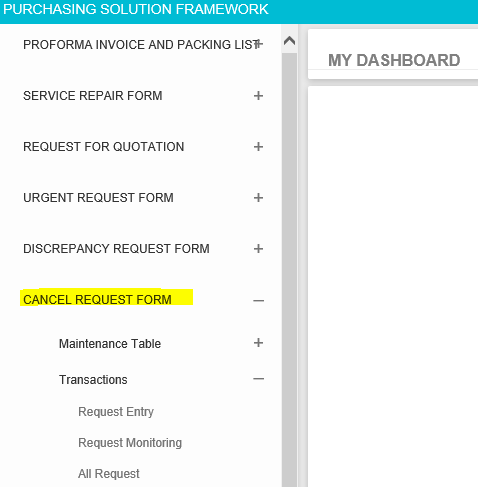 PURCHASING SOLUTION FRAMEWORK
PROFORMA INVOICE AND PACKING LIST +
MY DASHBOARD
SERVICE REPAIR FORM +
REQUEST FOR QUOTATION +
URGENT REQUEST FORM +
DISCREPANCY REQUEST FORM +
CANCEL REQUEST FORM –
Maintenance Table +
Transactions –
Request Entry
Request Monitoring
All Request